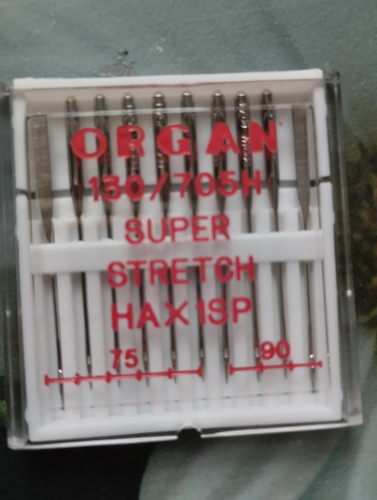 ORGAN
130/705H
SUPER
STRETCH
HAX1SP
75 90